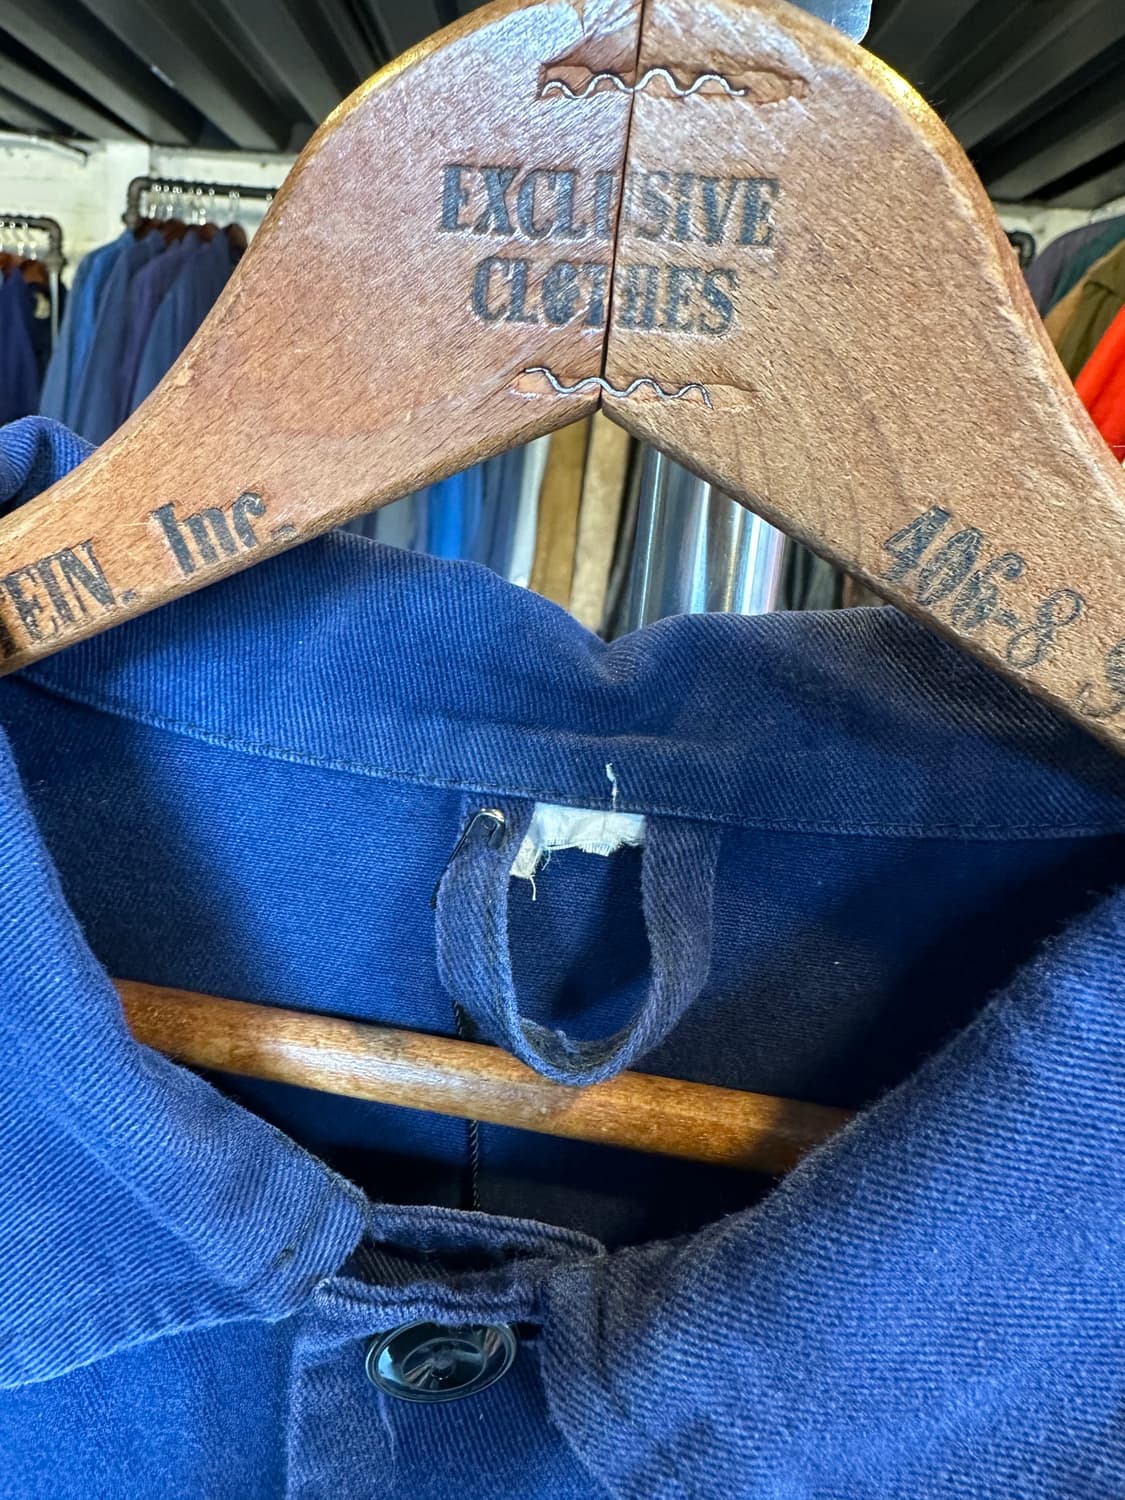 EXCLUSIVE
CLOTHES
EIN. Inc.
406-8 S